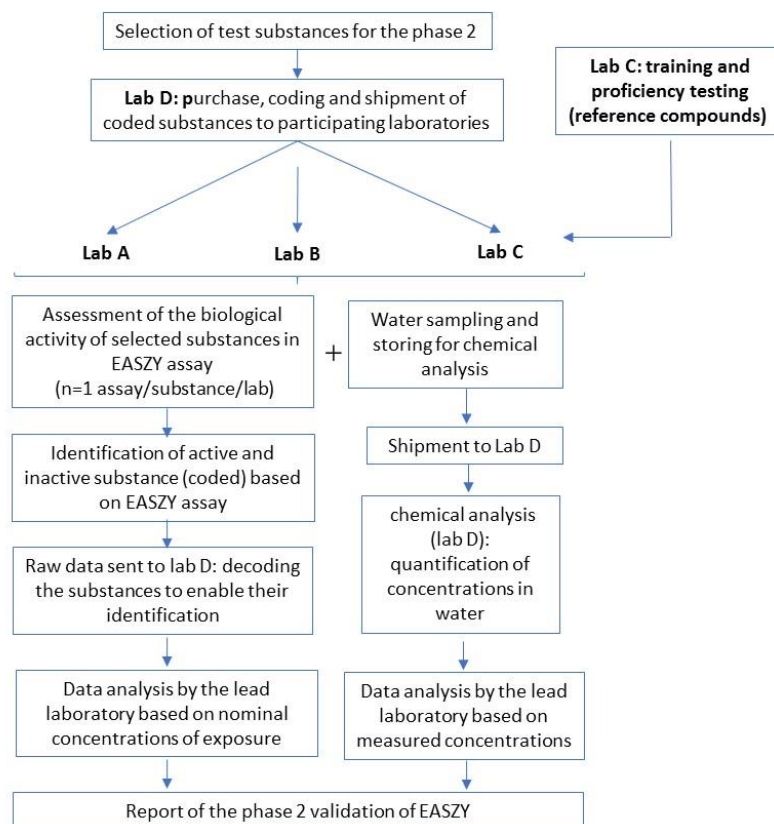 Selection of test substances for the phase 2
Lab D: purchase, coding and shipment of
coded substances to participating laboratories
Lab C: training and
proficiency testing
(reference compounds)
Lab A
Lab B
Lab C
Assessment of the biological
activity of selected substances in
EASZY assay
(n=1 assay/substance/lab)
+
Water sampling and
storing for chemical
analysis
Identification of active and
inactive substance (coded) based
on EASZY assay
Shipment to Lab D
Raw data sent to lab D: decoding
the substances to enable their
identification
chemical analysis
(lab D):
quantification of
concentrations in
water
Data analysis by the lead
laboratory based on nominal
concentrations of exposure
Data analysis by the lead
laboratory based on
measured concentrations
Report of the phase 2 validation of EASZY